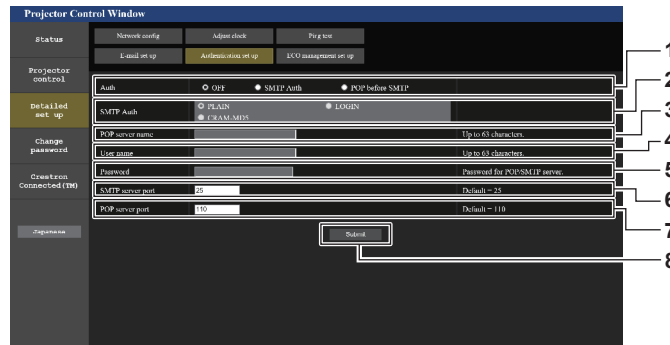 Projector Control Window
Status
Network config
Adjust clock
Ping test
E-mail set up
Authentication set up
ECO management set up
Projector control
Detailed set up
Change password
Crestron Connected(TM)
Japanese
Auth
OFF
SMTP Auth
POP before SMTP
1
SMTP Auth
PLAIN
LOGIN
CRAM-MD5
2
POP server name
Up to 63 characters.
3
User name
Up to 63 characters.
4
Password
Password for POP/SMTP server.
5
SMTP server port
25
Default = 25
6
POP server port
110
Default = 110
7
Submit
8